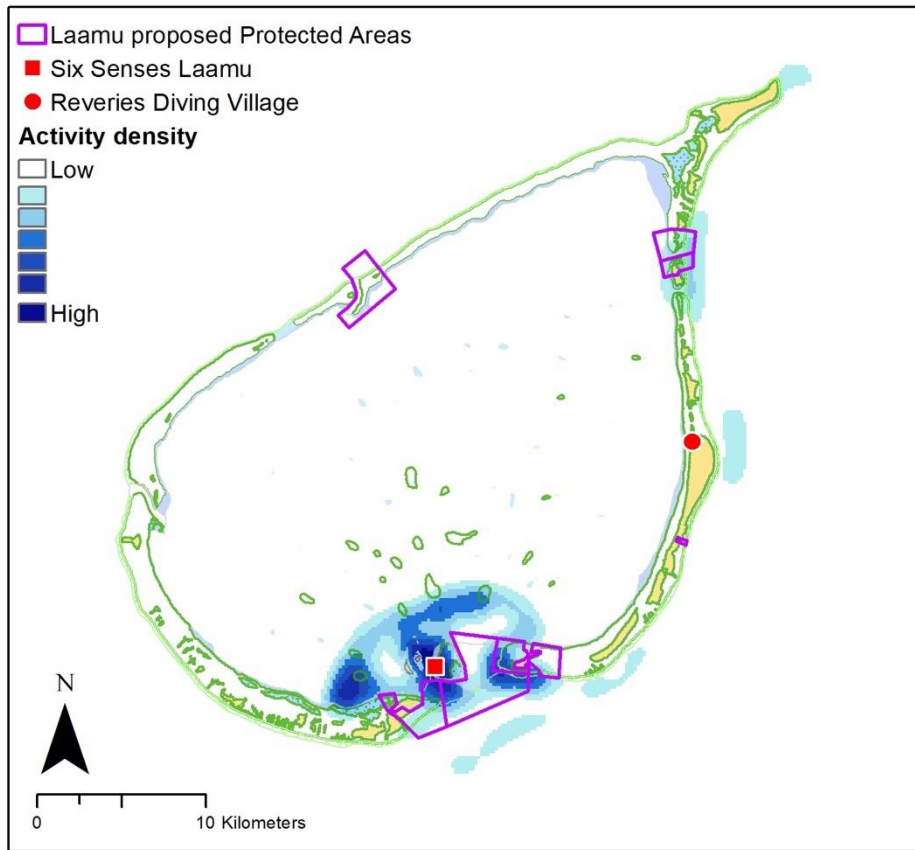 Laamu proposed Protected Areas
Six Senses Laamu
Reveries Diving Village
Activity density
Low
High
N
0 10 Kilometers